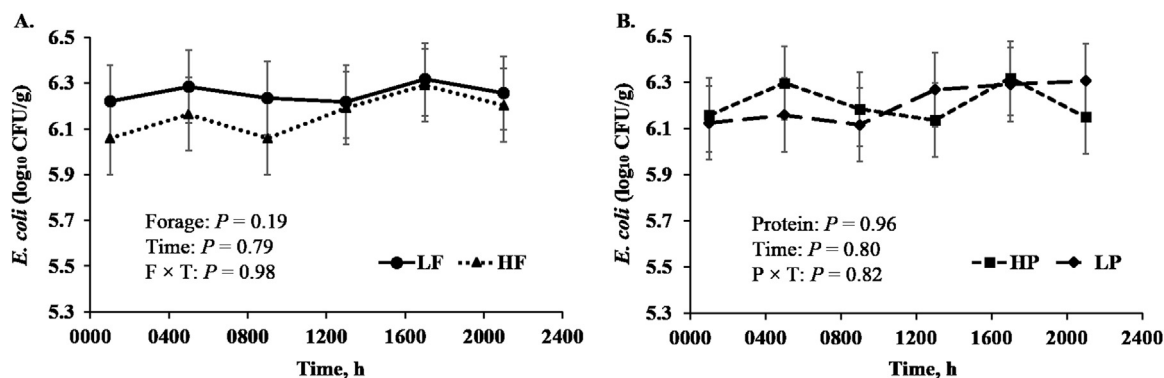 A.
6.5
6.3
6.1
5.9
5.7
5.5
5.3
E. coli (log₁₀ CFU/g)
Forage: P = 0.19
Time: P = 0.79
F × T: P = 0.98
LF HF
0000 0400 0800 1300 1600 2000 2400
Time, h
B.
6.5
6.3
6.1
5.9
5.7
5.5
5.3
E. coli (log₁₀ CFU/g)
Protein: P = 0.96
Time: P = 0.80
P × T: P = 0.82
HP LP
0000 0400 0900 1200 1600 2000 2400
Time, h